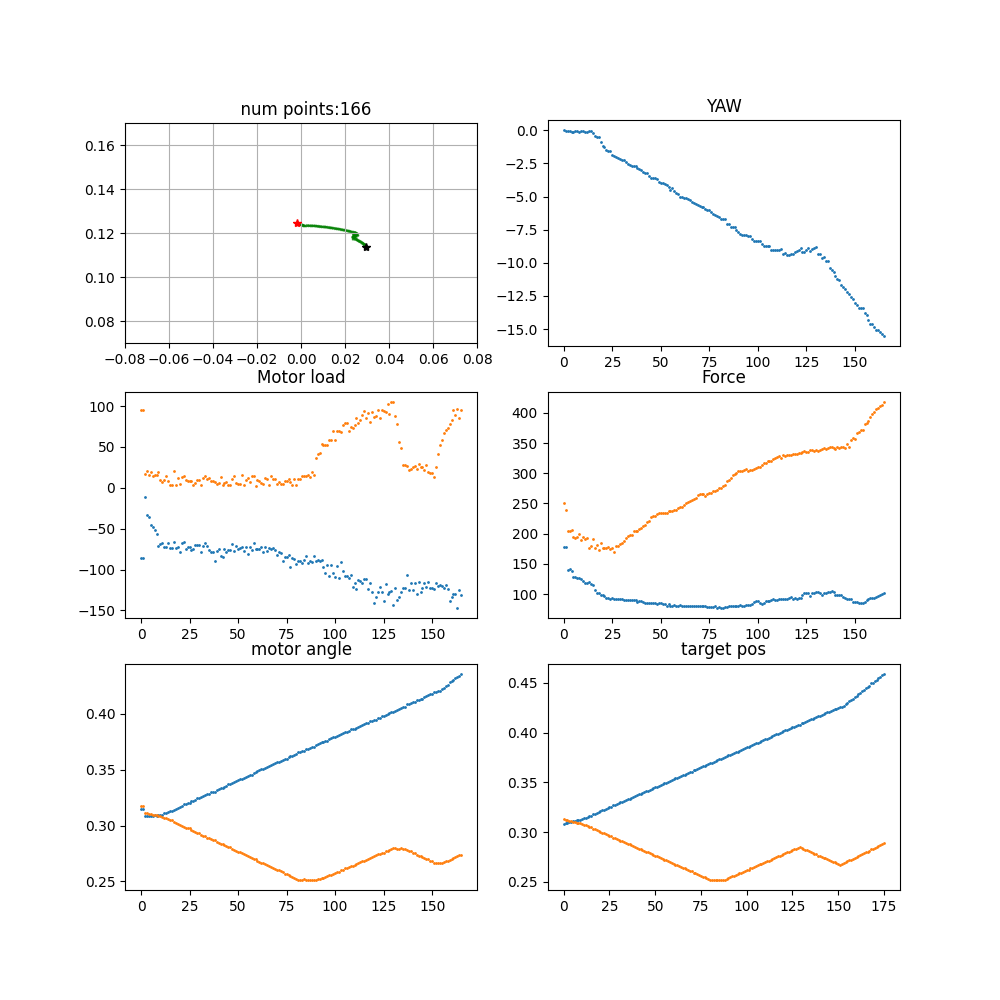 num points:166
YAW
0.16
0.14
0.12
0.10
0.08
−0.08 −0.06 −0.04 −0.02 0.00 0.02 0.04 0.06 0.08
0.0
−2.5
−5.0
−7.5
−10.0
−12.5
−15.0
0 25 50 75 100 125 150
Motor load
Force
100
50
0
−50
−100
−150
0 25 50 75 100 125 150
400
350
300
250
200
150
100
0 25 50 75 100 125 150
motor angle
target pos
0.40
0.35
0.30
0.25
0 25 50 75 100 125 150
0.45
0.40
0.35
0.30
0.25
0 25 50 75 100 125 150 175